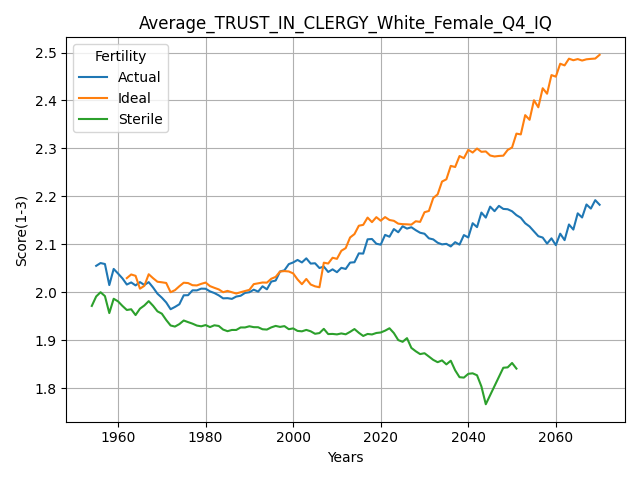 Average_TRUST_IN_CLERGY_White_Female_Q4_IQ
Fertility
Actual
Ideal
Sterile
Score(1-3)
2.5
2.4
2.3
2.2
2.1
2.0
1.9
1.8
1960 1980 2000 2020 2040 2060
Years